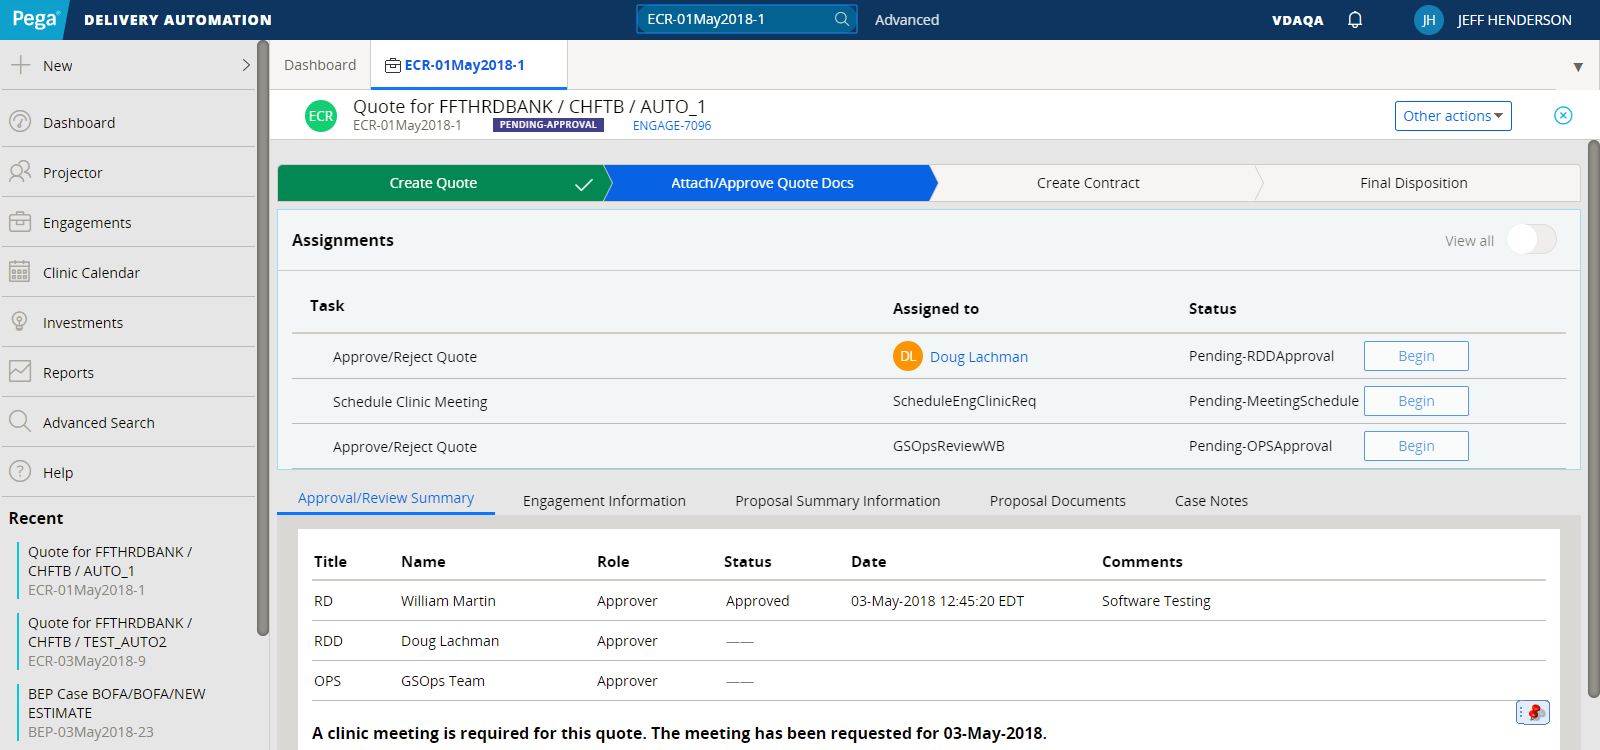 Pega DELIVERY AUTOMATION ECR-01May2018-1 Advanced VDAQA JH JEFF HENDERSON
New
Dashboard
Projector
Engagements
Clinic Calendar
Investments
Reports
Advanced Search
Help
Recent
Quote for FFTHRDBANK /
CHFTB / AUTO_1
ECR-01May2018-1
Quote for FFTHRDBANK /
CHFTB / TEST_AUTO2
ECR-03May2018-9
BEP Case BOFA/BOFA/NEW
ESTIMATE
BEP-03May2018-23
Dashboard ECR-01May2018-1
ECR Quote for FFTHRDBANK / CHFTB / AUTO_1
ECR-01May2018-1 PENDING-APPROVAL ENGAGE-7096
Other actions
Create Quote Attach/Approve Quote Docs Create Contract Final Disposition
Assignments View all
Task Assigned to Status
Approve/Reject Quote DL Doug Lachman Pending-RDDApproval Begin
Schedule Clinic Meeting ScheduleEngClinicReq Pending-MeetingSchedule Begin
Approve/Reject Quote GSOpsReviewWB Pending-OPSApproval Begin
Approval/Review Summary Engagement Information Proposal Summary Information Proposal Documents Case Notes
Title Name Role Status Date Comments
RD William Martin Approver Approved 03-May-2018 12:45:20 EDT Software Testing
RDD Doug Lachman Approver ——
OPS GSOps Team Approver ——
A clinic meeting is required for this quote. The meeting has been requested for 03-May-2018.